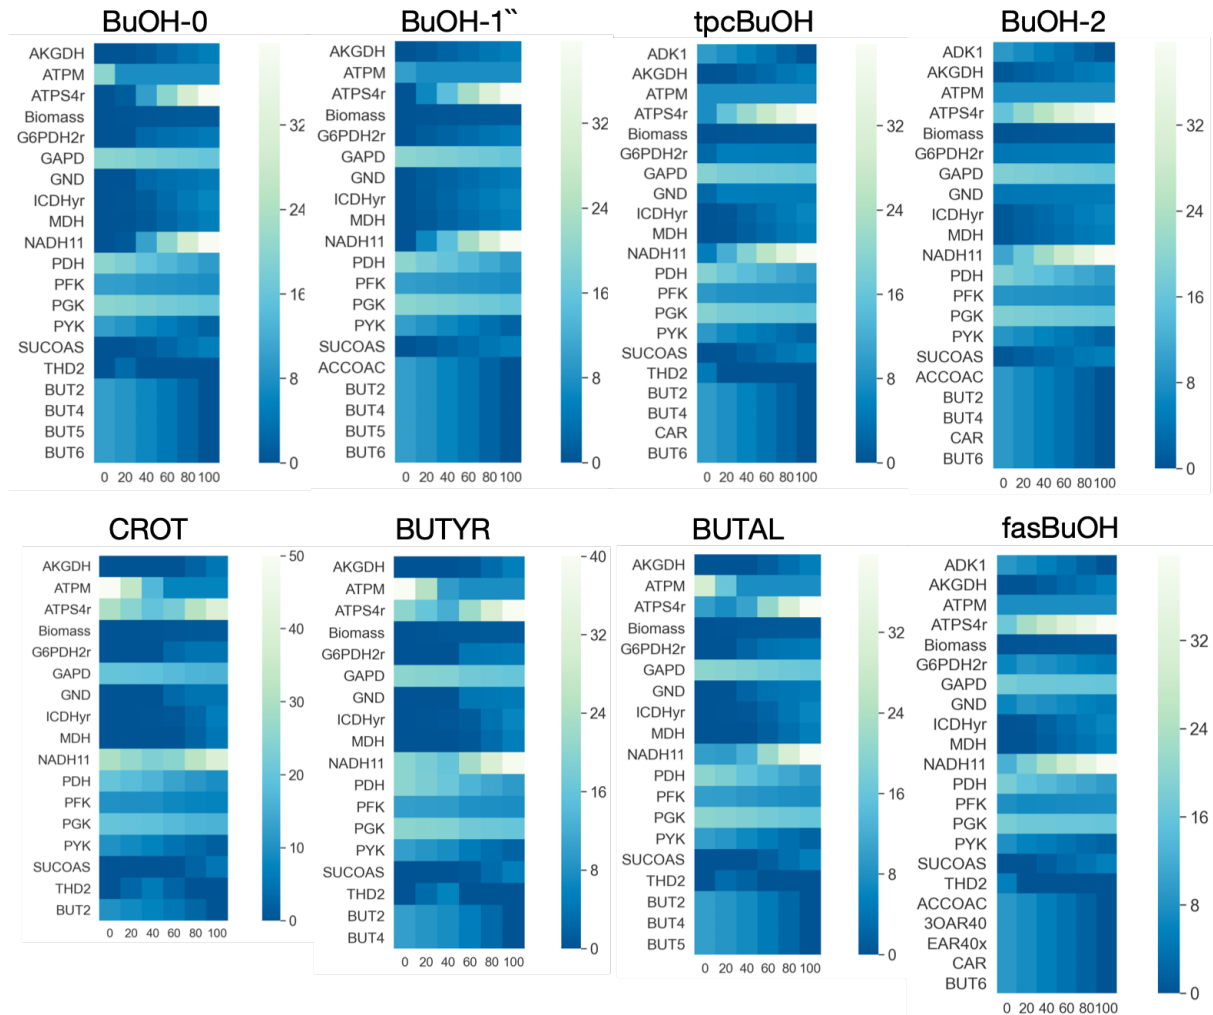 BuOH-0
AKGDH
ATPM
ATPS4r
Biomass
G6PDH2r
GAPD
GND
ICDHyr
MDH
NADH11
PDH
PFK
PGK
PYK
SUCOAS
THD2
BUT2
BUT4
BUT5
BUT6
0 20 40 60 80 100
32
24
16
8
0
BuOH-1``
AKGDH
ATPM
ATPS4r
Biomass
G6PDH2r
GAPD
GND
ICDHyr
MDH
NADH11
PDH
PFK
PGK
PYK
SUCOAS
ACCOAC
BUT2
BUT4
BUT5
BUT6
0 20 40 60 80 100
32
24
16
8
0
tpcBuOH
ADK1
AKGDH
ATPM
ATPS4r
Biomass
G6PDH2r
GAPD
GND
ICDHyr
MDH
NADH11
PDH
PFK
PGK
PYK
SUCOAS
THD2
BUT2
BUT4
CAR
BUT6
0 20 40 60 80 100
32
24
16
8
0
BuOH-2
ADK1
AKGDH
ATPM
ATPS4r
Biomass
G6PDH2r
GAPD
GND
ICDHyr
MDH
NADH11
PDH
PFK
PGK
PYK
SUCOAS
ACCOAC
BUT2
BUT4
CAR
BUT6
0 20 40 60 80 100
32
24
16
8
0
CROT
AKGDH
ATPM
ATPS4r
Biomass
G6PDH2r
GAPD
GND
ICDHyr
MDH
NADH11
PDH
PFK
PGK
PYK
SUCOAS
THD2
BUT2
0 20 40 60 80 100
50
40
30
20
10
0
BUTYR
AKGDH
ATPM
ATPS4r
Biomass
G6PDH2r
GAPD
GND
ICDHyr
MDH
NADH11
PDH
PFK
PGK
PYK
SUCOAS
THD2
BUT2
BUT4
0 20 40 60 80 100
40
32
24
16
8
0
BUTAL
AKGDH
ATPM
ATPS4r
Biomass
G6PDH2r
GAPD
GND
ICDHyr
MDH
NADH11
PDH
PFK
PGK
PYK
SUCOAS
THD2
BUT2
BUT4
BUT5
0 20 40 60 80 100
32
24
16
8
0
fasBuOH
ADK1
AKGDH
ATPM
ATPS4r
Biomass
G6PDH2r
GAPD
GND
ICDHyr
MDH
NADH11
PDH
PFK
PGK
PYK
SUCOAS
THD2
ACCOAC
3OAR40
EAR40x
CAR
BUT6
0 20 40 60 80 100
32
24
16
8
0